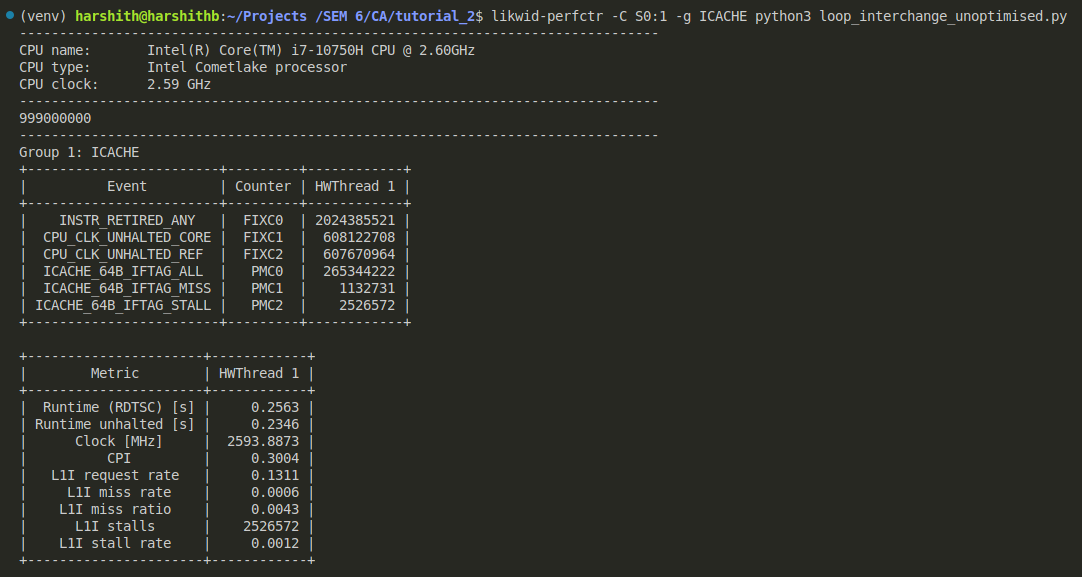 (venv) harshith@harshithb:~/Projects /SEM 6/CA/tutorial_2$ likwid-perfctr -C S0:1 -g ICACHE python3 loop_interchange_unoptimised.py
--------------------------------------------------------------------------------
CPU name:       Intel(R) Core(TM) i7-10750H CPU @ 2.60GHz
CPU type:       Intel Cometlake processor
CPU clock:      2.59 GHz
--------------------------------------------------------------------------------
999000000
--------------------------------------------------------------------------------
Group 1: ICACHE
+-------------------------+---------+------------+
|          Event          | Counter | HWThread 1 |
+-------------------------+---------+------------+
|    INSTR_RETIRED_ANY    |  FIXC0  | 2024385521 |
|  CPU_CLK_UNHALTED_CORE  |  FIXC1  |  608122708 |
|  CPU_CLK_UNHALTED_REF   |  FIXC2  |  607670964 |
|  ICACHE_64B_IFTAG_ALL   |   PMC0  |  265344222 |
|  ICACHE_64B_IFTAG_MISS  |   PMC1  |    1132731 |
| ICACHE_64B_IFTAG_STALL  |   PMC2  |    2526572 |
+-------------------------+---------+------------+

+----------------------+------------+
|        Metric        | HWThread 1 |
+----------------------+------------+
|  Runtime (RDTSC) [s] |     0.2563 |
| Runtime unhalted [s] |     0.2346 |
|      Clock [MHz]     |  2593.8873 |
|          CPI         |     0.3004 |
|   L1I request rate   |     0.1311 |
|     L1I miss rate    |     0.0006 |
|    L1I miss ratio    |     0.0043 |
|      L1I stalls      |    2526572 |
|    L1I stall rate    |     0.0012 |
+----------------------+------------+